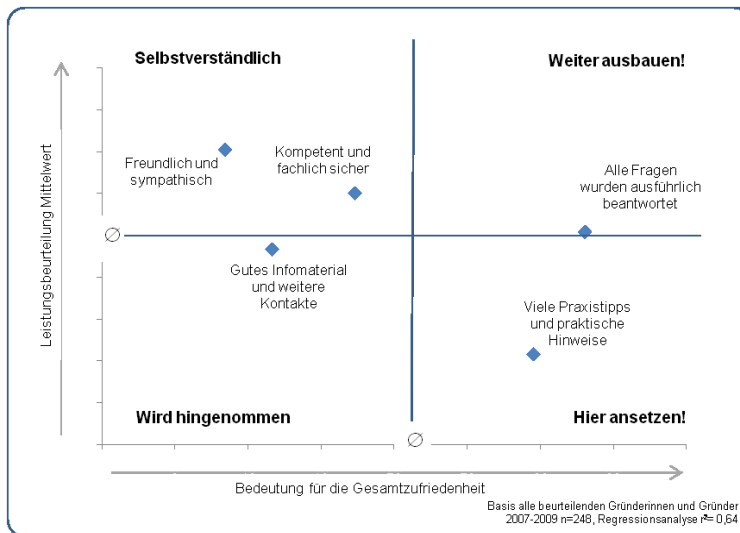 Selbstverständlich
Weiter ausbauen!
Freundlich und
sympathisch
Kompetent und
fachlich sicher
Alle Fragen
wurden ausführlich
beantwortet
Leistungsbeurteilung Mittelwert
∅
Gutes Infomaterial
und weitere
Kontakte
Viele Praxistipps
und praktische
Hinweise
Wird hingenommen
Hier ansetzen!
∅
Bedeutung für die Gesamtzufriedenheit
Basis alle beurteilenden Gründerinnen und Gründer
2007-2009 n=248, Regressionsanalyse r²= 0,64